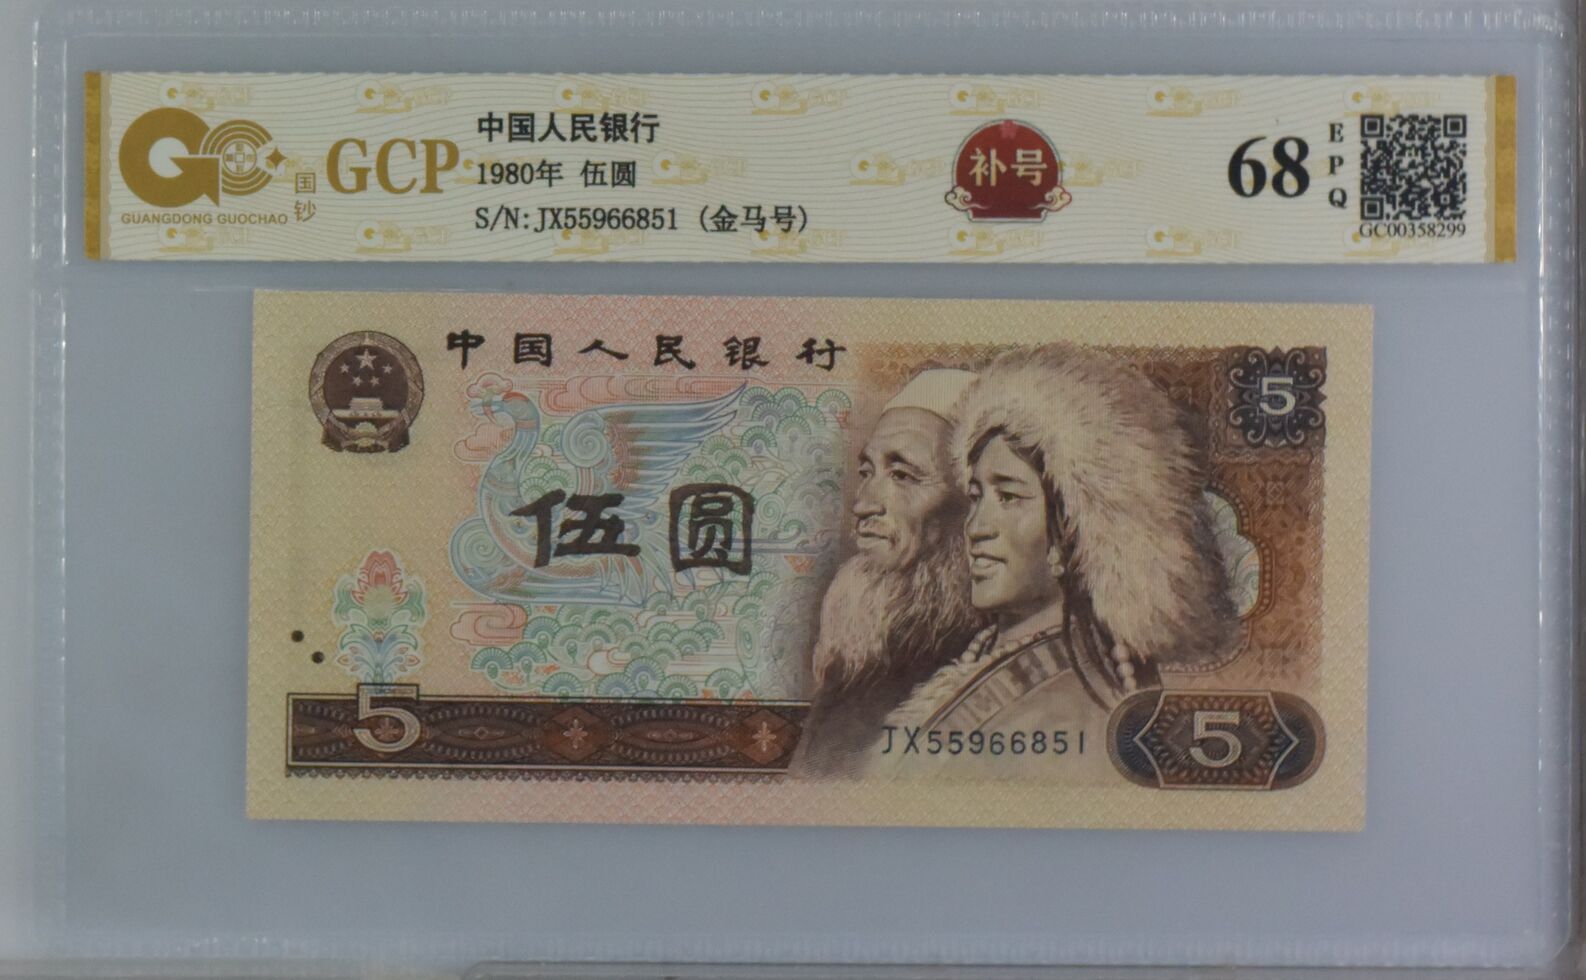 中国人民银行
1980年 伍圆
S/N:JX55966851 (金马号)
GCP
国钞
GUANGDONG GUOCHAO
补号
68
EPQ
GC00358299
中国人民银行
5
伍圆
5
JX55966851
5